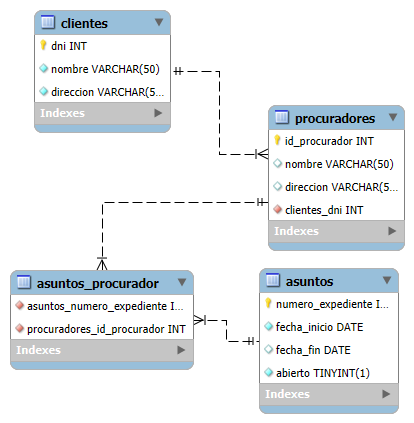 clientes
dni INT
nombre VARCHAR(50)
direccion VARCHAR(5...
Indexes
procuradores
id_procurador INT
nombre VARCHAR(50)
direccion VARCHAR(5...
clientes_dni INT
Indexes
asuntos_procurador
asuntos_numero_expediente I...
procuradores_id_procurador INT
Indexes
asuntos
numero_expediente I...
fecha_inicio DATE
fecha_fin DATE
abierto TINYINT(1)
Indexes